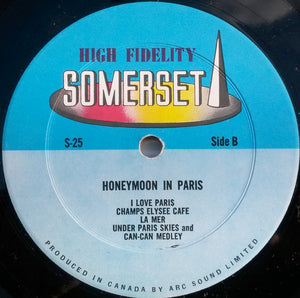 HIGH FIDELITY
SOMERSET
S-25 Side B
HONEYMOON IN PARIS
I LOVE PARIS
CHAMPS ELYSEE CAFE
LA MER
UNDER PARIS SKIES and
CAN-CAN MEDLEY
PRODUCED IN CANADA BY ARC SOUND LIMITED